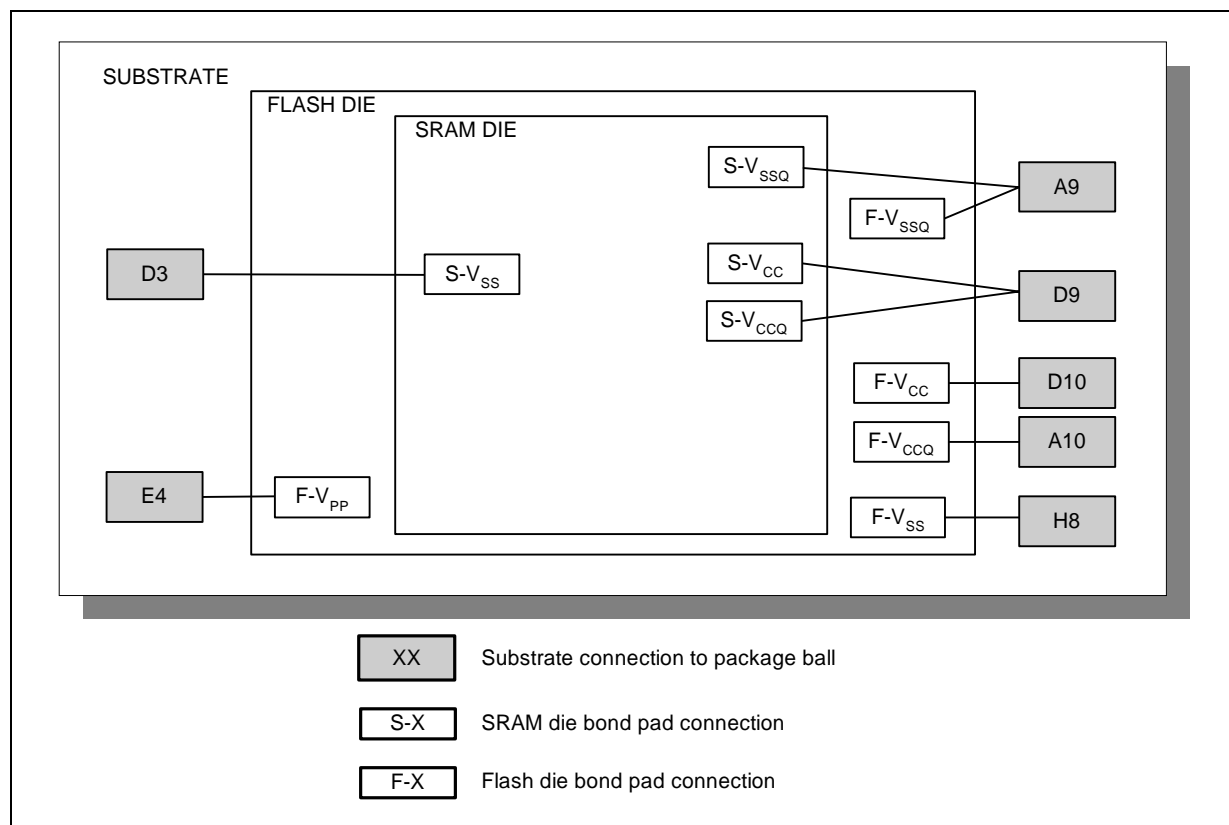 SUBSTRATE
FLASH DIE
SRAM DIE
S-VSSQ
A9
F-VSSQ
D3
S-VSS
S-VCC
D9
S-VCCQ
F-VCC
D10
F-VCCQ
A10
E4
F-VPP
F-VSS
H8
XX Substrate connection to package ball
S-X SRAM die bond pad connection
F-X Flash die bond pad connection